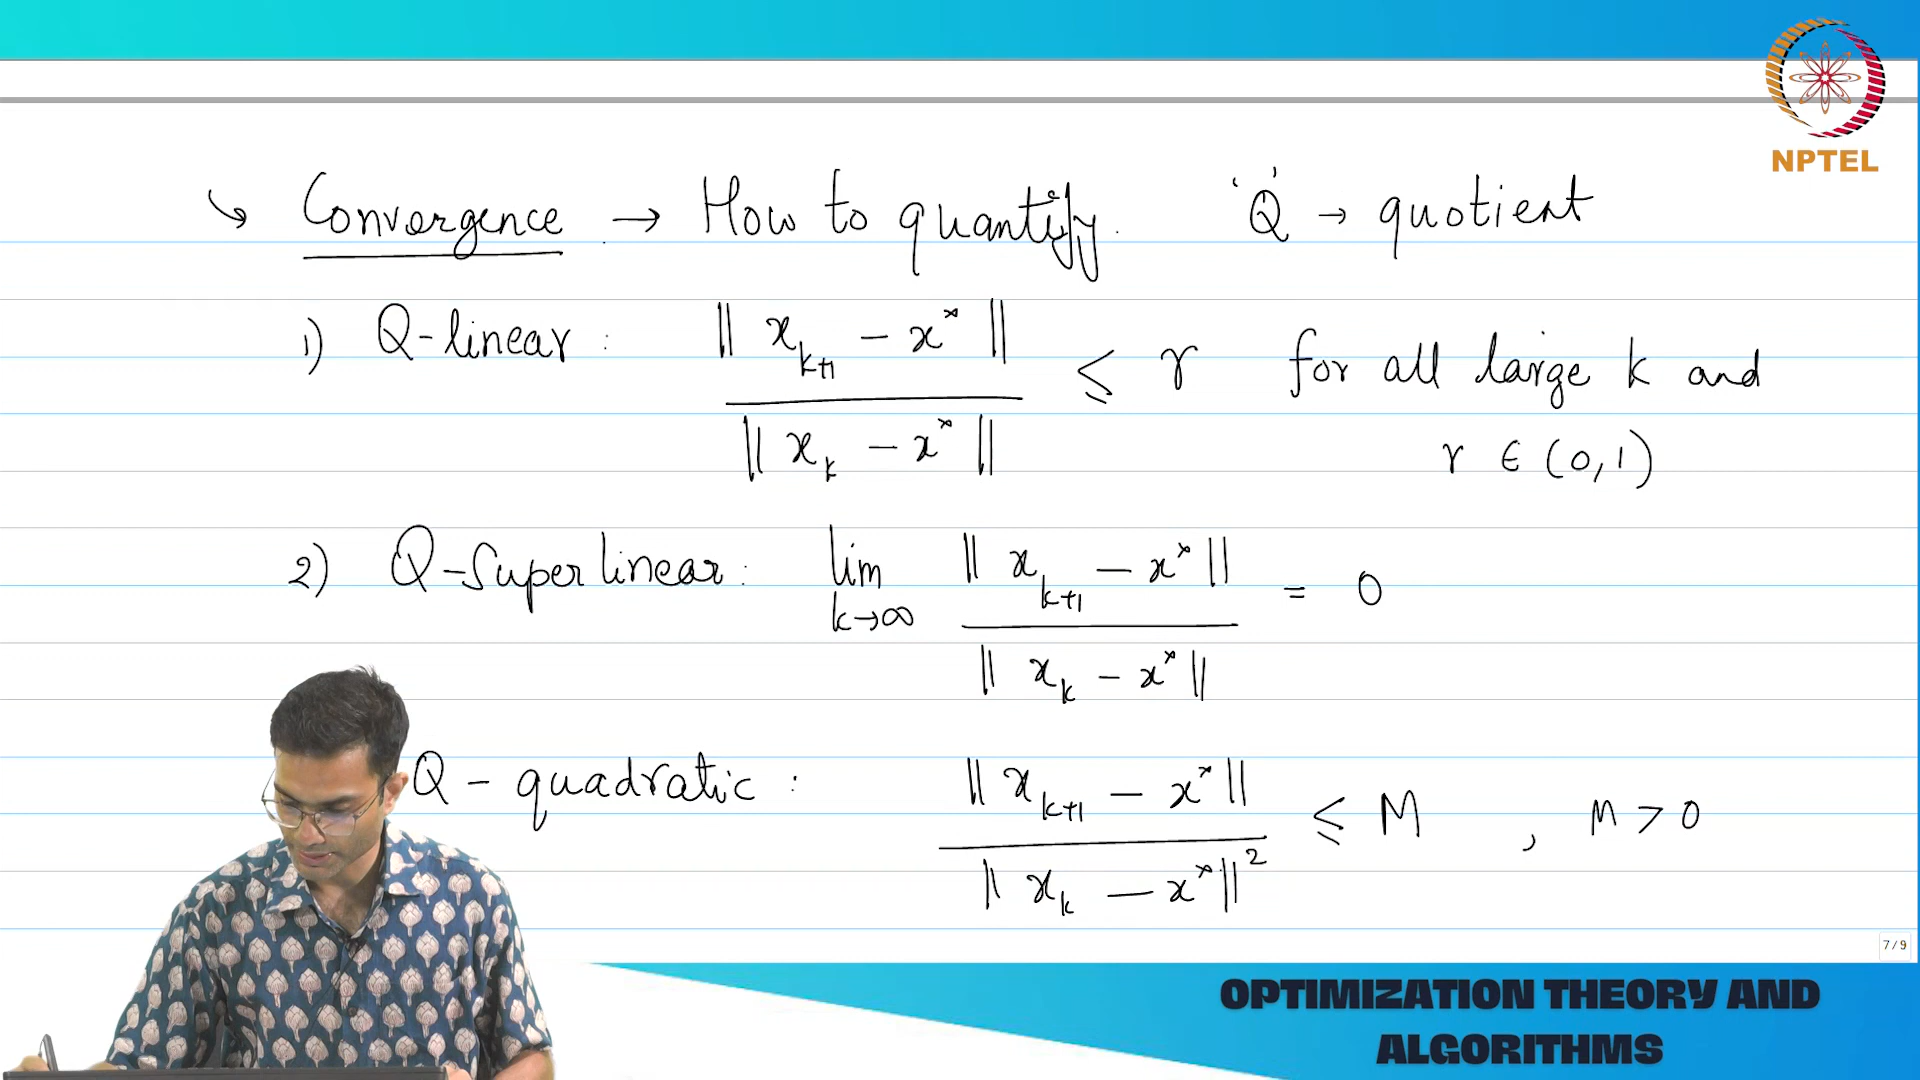 NPTEL
↘ Convergence → How to quantify. 'Q' → quotient
1) Q-linear : || x_{k+1} - x^* || / || x_k - x^* || ≤ r for all large k and
r ∈ (0,1)
2) Q-Superlinear : lim_{k→∞} || x_{k+1} - x^* || / || x_k - x^* || = 0
Q - quadratic : || x_{k+1} - x^* || / || x_k - x^* ||^2 ≤ M , M > 0
7 / 9
OPTIMIZATION THEORY AND
ALGORITHMS